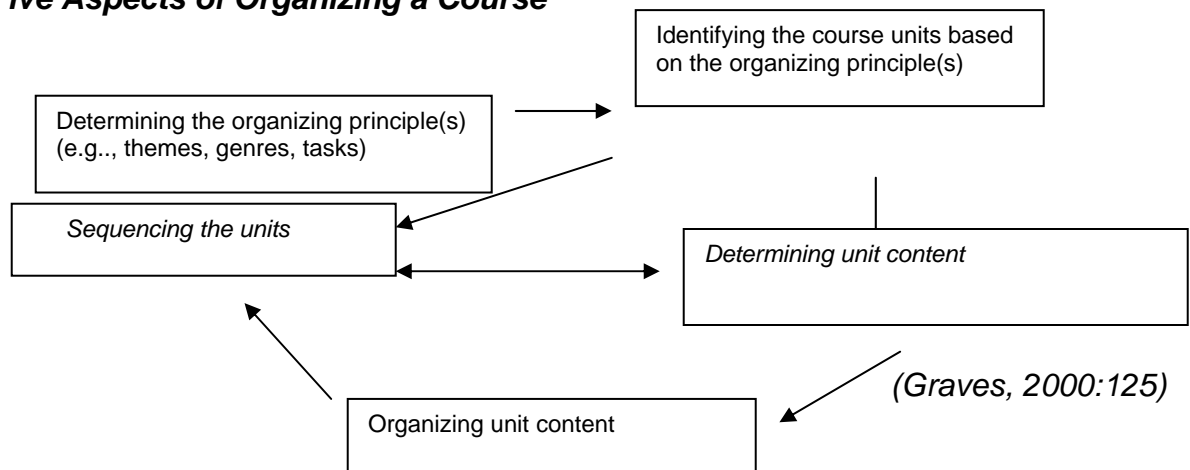 ive Aspects of Organizing a Course
Identifying the course units based
on the organizing principle(s)
Determining the organizing principle(s)
(e.g.., themes, genres, tasks)
Sequencing the units
Determining unit content
(Graves, 2000:125)
Organizing unit content